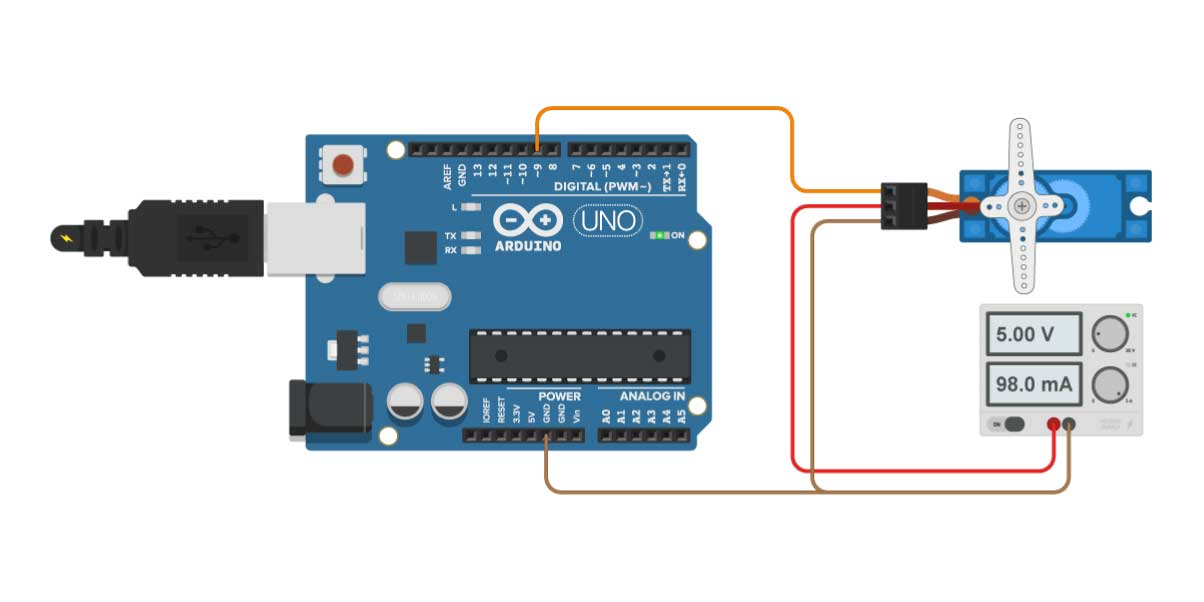 AREF
GND
13
12
~11
~10
~9
8
7
~6
~5
4
~3
2
TX→1
RX←0
DIGITAL (PWM~)
L
TX
RX
ARDUINO
UNO
ON
IOREF
RESET
3.3V
5V
GND
GND
Vin
POWER
ANALOG IN
A0
A1
A2
A3
A4
A5
5.00 V
98.0 mA
ON